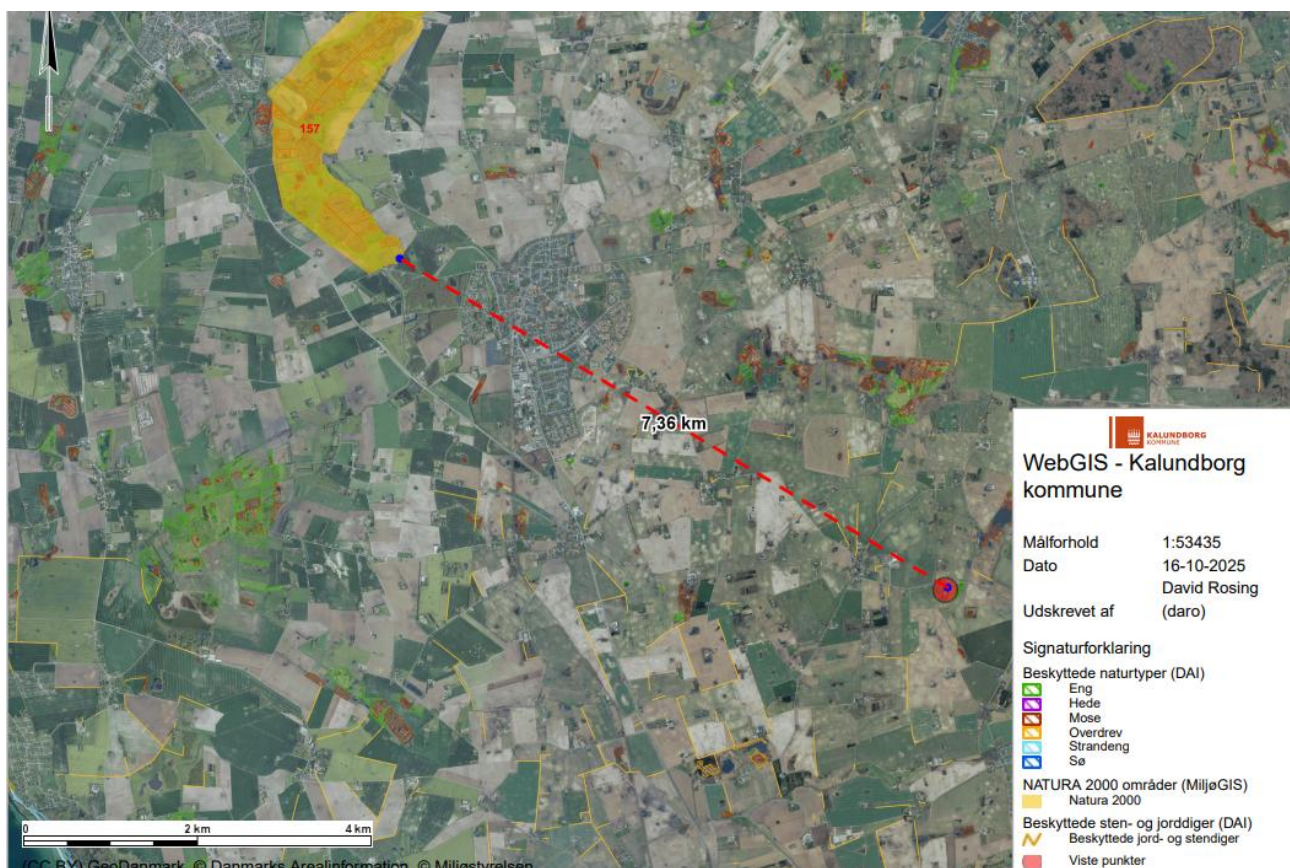 157
7,36 km
KALUNDBORG
KOMMUNE
WebGIS - Kalundborg
kommune
Målforhold 1:53435
Dato 16-10-2025
David Rosing
Udskrevet af (daro)
Signaturforklaring
Beskyttede naturtyper (DAI)
Eng
Hede
Mose
Overdrev
Strandeng
Sø
NATURA 2000 områder (MiljøGIS)
Natura 2000
Beskyttede sten- og jorddiger (DAI)
Beskyttede jord- og stendiger
Viste punkter
0 2 km 4 km
(CC BY) GeoDanmark, © Danmarks Arealinformation, © Miljøstyrelsen